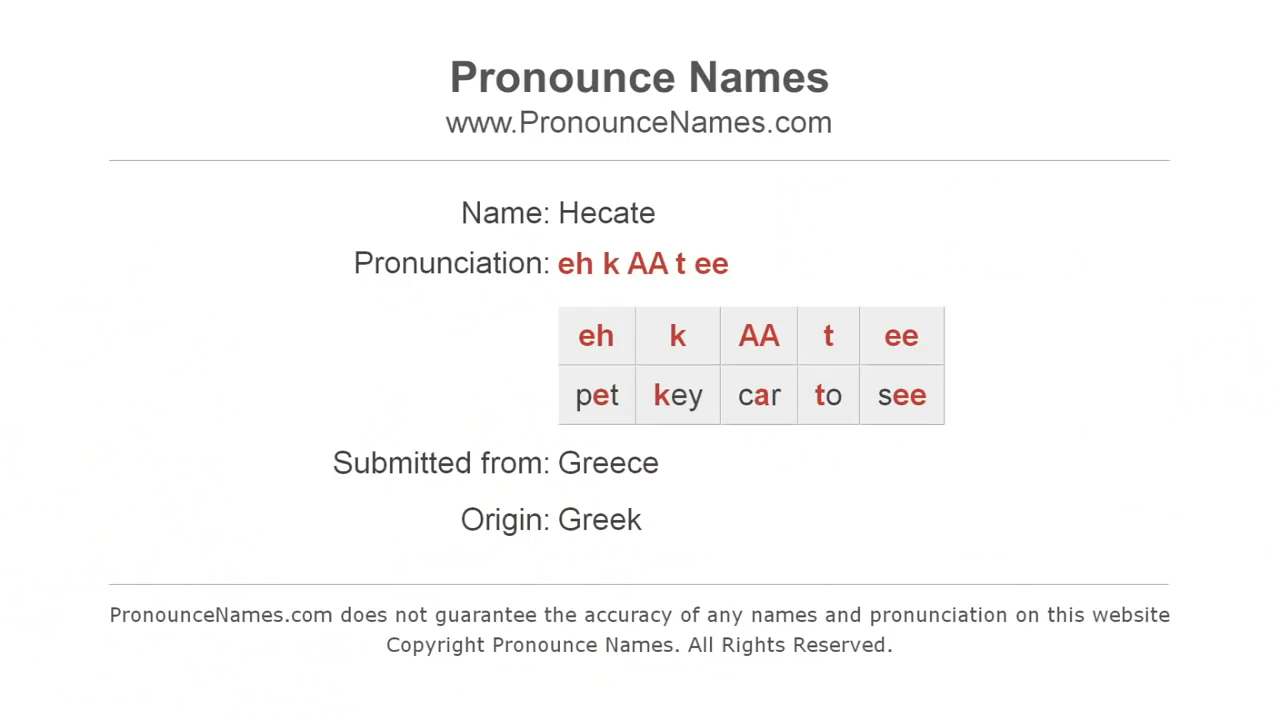 Pronounce Names
www.PronounceNames.com
Name: Hecate
Pronunciation: eh k AA t ee
eh k AA t ee
pet key car to see
Submitted from: Greece
Origin: Greek
PronounceNames.com does not guarantee the accuracy of any names and pronunciation on this website
Copyright Pronounce Names. All Rights Reserved.